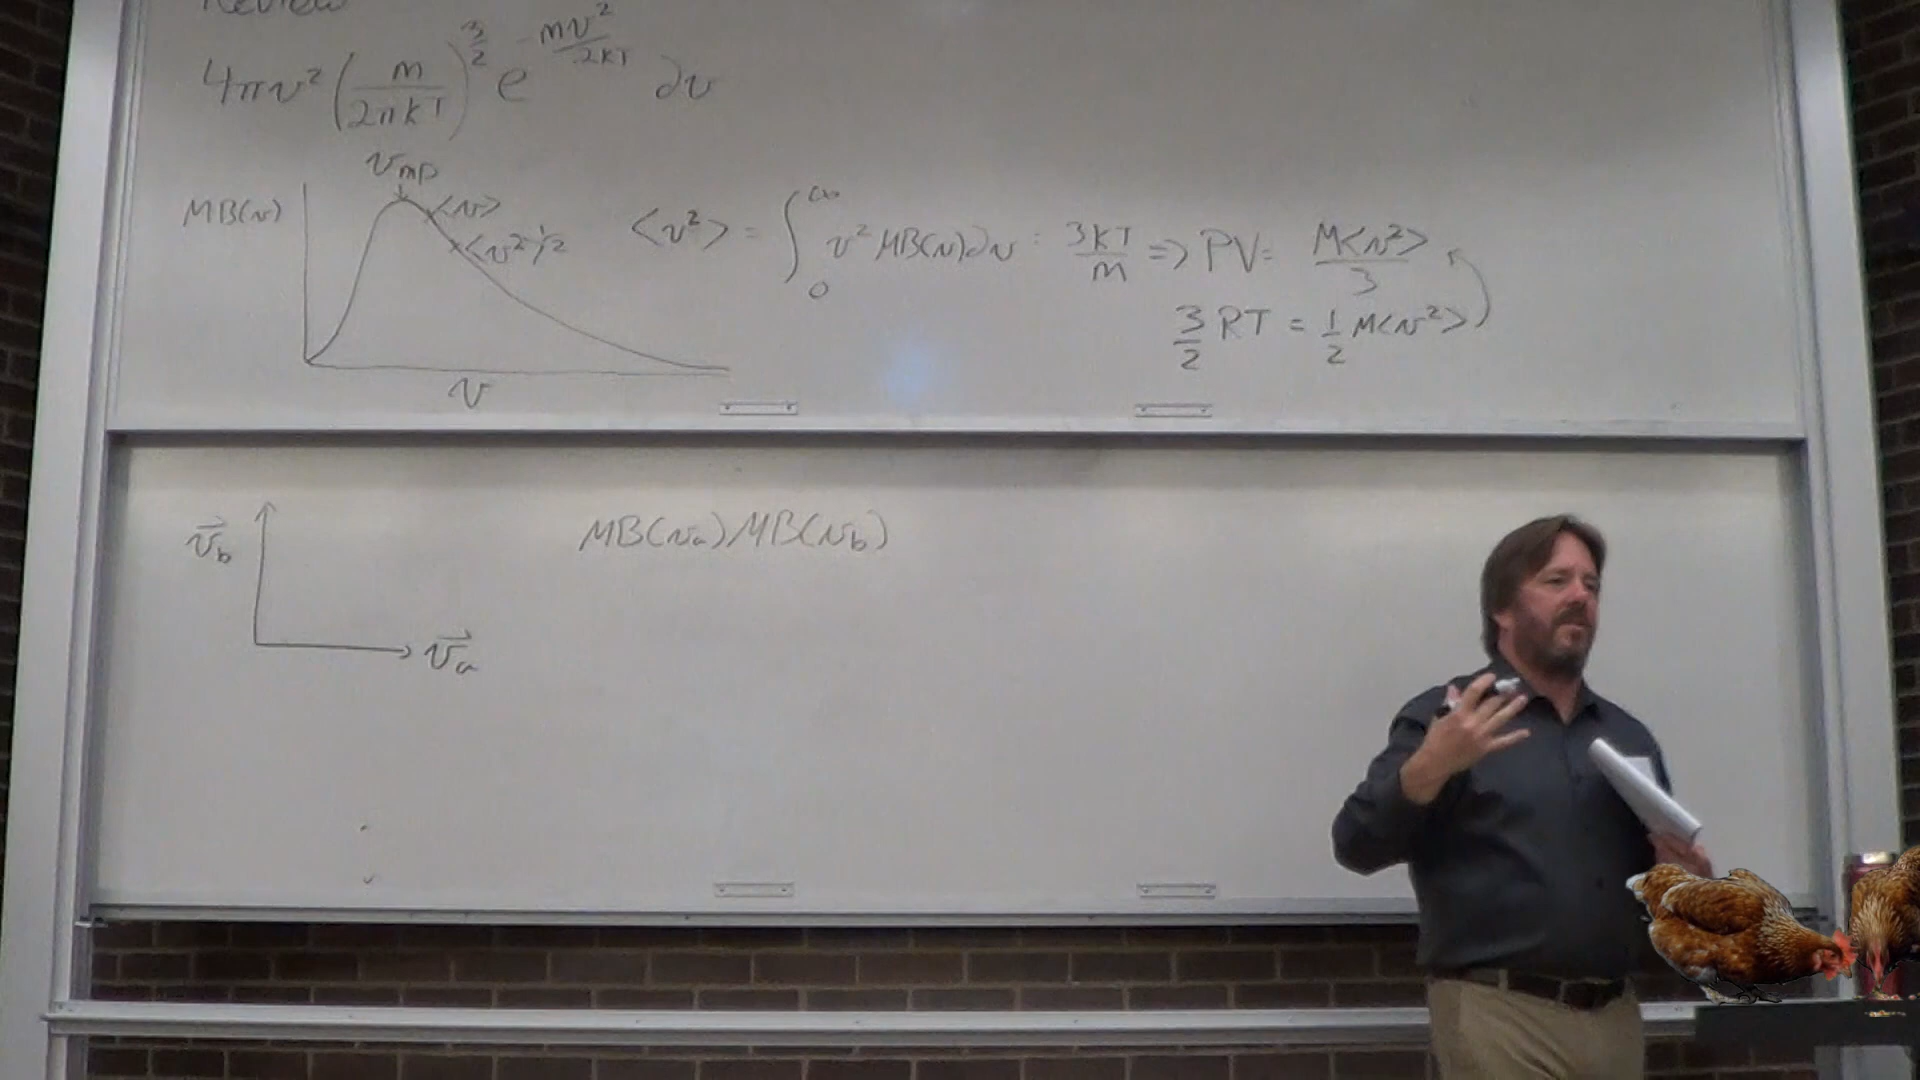 Review
4πv² (m/2πkT)^3/2 e^-mv²/2kT ∂v
v_mp
MB(v)
<v>
<v²>^1/2
v
<v²> = ∫₀^∞ v² MB(v)∂v = 3kT/m => PV = M<v²>/3
3/2 RT = 1/2 M<v²>
v⃗_b
MB(v_a)MB(v_b)
v⃗_a